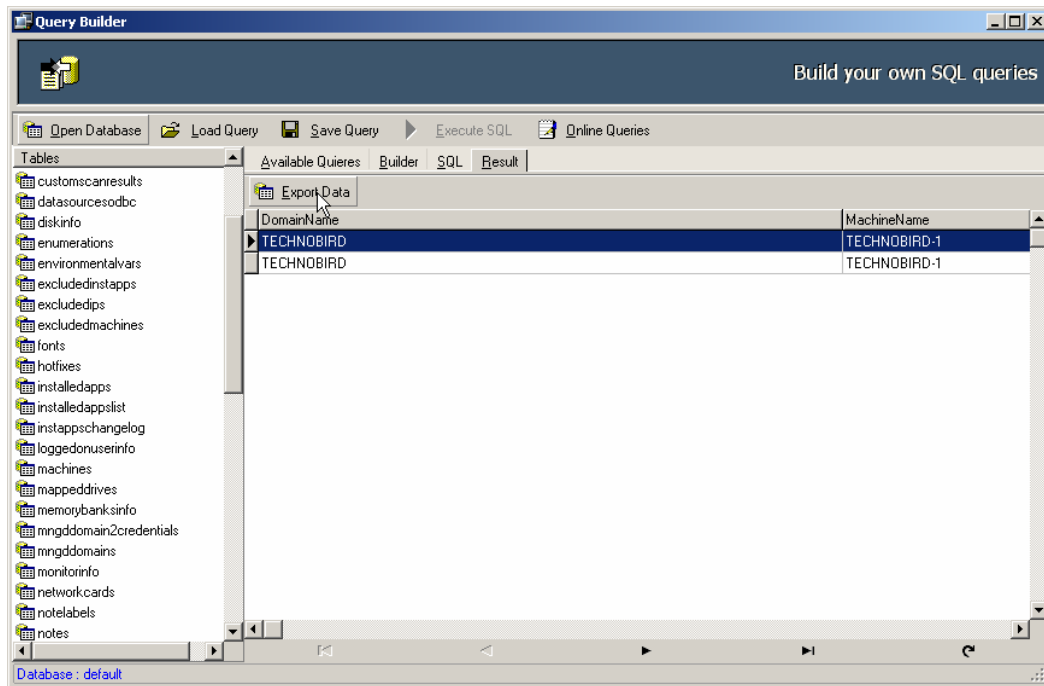 Query Builder
Build your own SQL queries
Open Database Load Query Save Query Execute SQL Online Queries
Tables
customscanresults
datasourcesodbc
diskinfo
enumerations
environmentalvars
excludedinstapps
excludedips
excludedmachines
fonts
hotfixes
installedapps
installedappslist
instappschangelog
loggedonuserinfo
machines
mappeddrives
memorybanksinfo
mngddomain2credentials
mngddomains
monitorinfo
networkcards
notelabels
notes
Available Quieres Builder SQL Result
Export Data
DomainName MachineName
TECHNOBIRD TECHNOBIRD-1
TECHNOBIRD TECHNOBIRD-1
Database : default